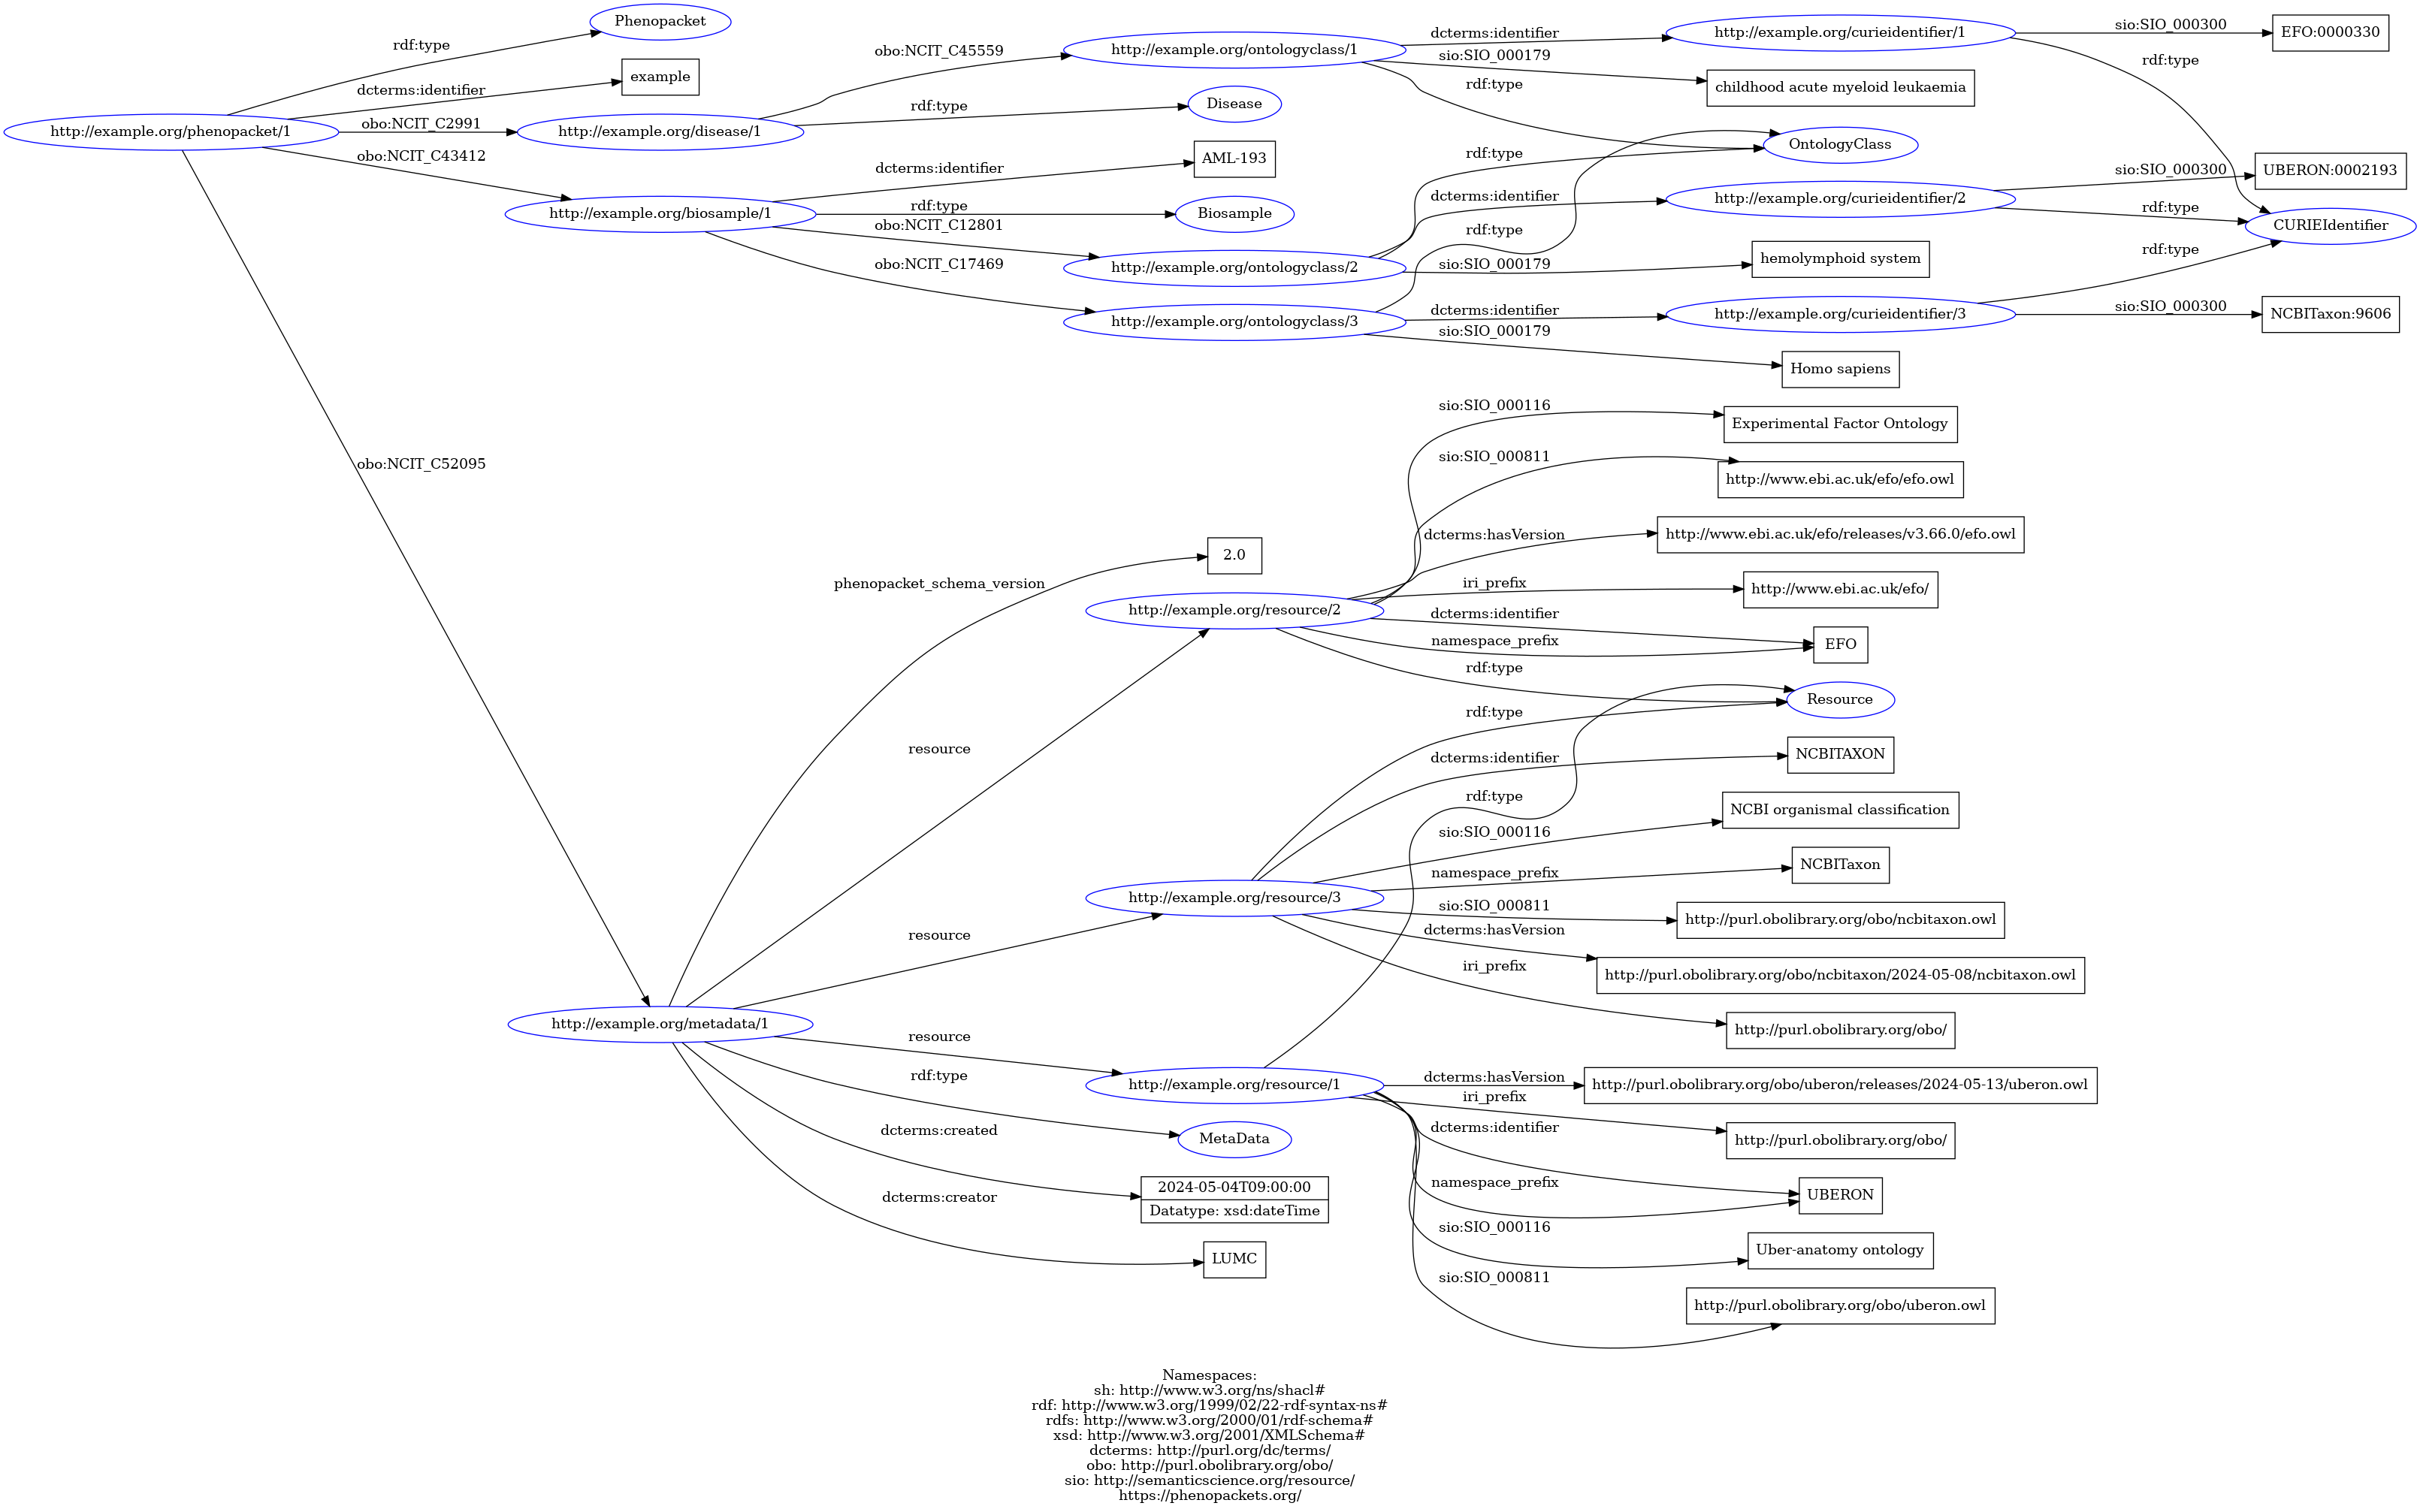 Phenopacket
rdf:type
example
dcterms:identifier
http://example.org/phenopacket/1
obo:NCIT_C2991
http://example.org/disease/1
obo:NCIT_C43412
http://example.org/biosample/1
obo:NCIT_C52095
obo:NCIT_C45559
http://example.org/ontologyclass/1
rdf:type
Disease
dcterms:identifier
AML-193
rdf:type
Biosample
obo:NCIT_C12801
http://example.org/ontologyclass/2
obo:NCIT_C17469
http://example.org/ontologyclass/3
dcterms:identifier
http://example.org/curieidentifier/1
sio:SIO_000179
childhood acute myeloid leukaemia
rdf:type
OntologyClass
rdf:type
dcterms:identifier
http://example.org/curieidentifier/2
rdf:type
sio:SIO_000179
hemolymphoid system
dcterms:identifier
http://example.org/curieidentifier/3
sio:SIO_000179
Homo sapiens
sio:SIO_000300
EFO:0000330
rdf:type
sio:SIO_000300
UBERON:0002193
rdf:type
CURIEIdentifier
rdf:type
sio:SIO_000300
NCBITaxon:9606
http://example.org/metadata/1
phenopacket_schema_version
2.0
resource
http://example.org/resource/2
resource
http://example.org/resource/3
resource
http://example.org/resource/1
rdf:type
MetaData
dcterms:created
2024-05-04T09:00:00
Datatype: xsd:dateTime
dcterms:creator
LUMC
sio:SIO_000116
Experimental Factor Ontology
sio:SIO_000811
http://www.ebi.ac.uk/efo/efo.owl
dcterms:hasVersion
http://www.ebi.ac.uk/efo/releases/v3.66.0/efo.owl
iri_prefix
http://www.ebi.ac.uk/efo/
dcterms:identifier
EFO
namespace_prefix
rdf:type
Resource
rdf:type
dcterms:identifier
NCBITAXON
rdf:type
sio:SIO_000116
NCBI organismal classification
namespace_prefix
NCBITaxon
sio:SIO_000811
http://purl.obolibrary.org/obo/ncbitaxon.owl
dcterms:hasVersion
http://purl.obolibrary.org/obo/ncbitaxon/2024-05-08/ncbitaxon.owl
iri_prefix
http://purl.obolibrary.org/obo/
dcterms:hasVersion
http://purl.obolibrary.org/obo/uberon/releases/2024-05-13/uberon.owl
iri_prefix
http://purl.obolibrary.org/obo/
dcterms:identifier
UBERON
namespace_prefix
sio:SIO_000116
Uber-anatomy ontology
sio:SIO_000811
http://purl.obolibrary.org/obo/uberon.owl
Namespaces:
sh: http://www.w3.org/ns/shacl#
rdf: http://www.w3.org/1999/02/22-rdf-syntax-ns#
rdfs: http://www.w3.org/2000/01/rdf-schema#
xsd: http://www.w3.org/2001/XMLSchema#
dcterms: http://purl.org/dc/terms/
obo: http://purl.obolibrary.org/obo/
sio: http://semanticscience.org/resource/
https://phenopackets.org/